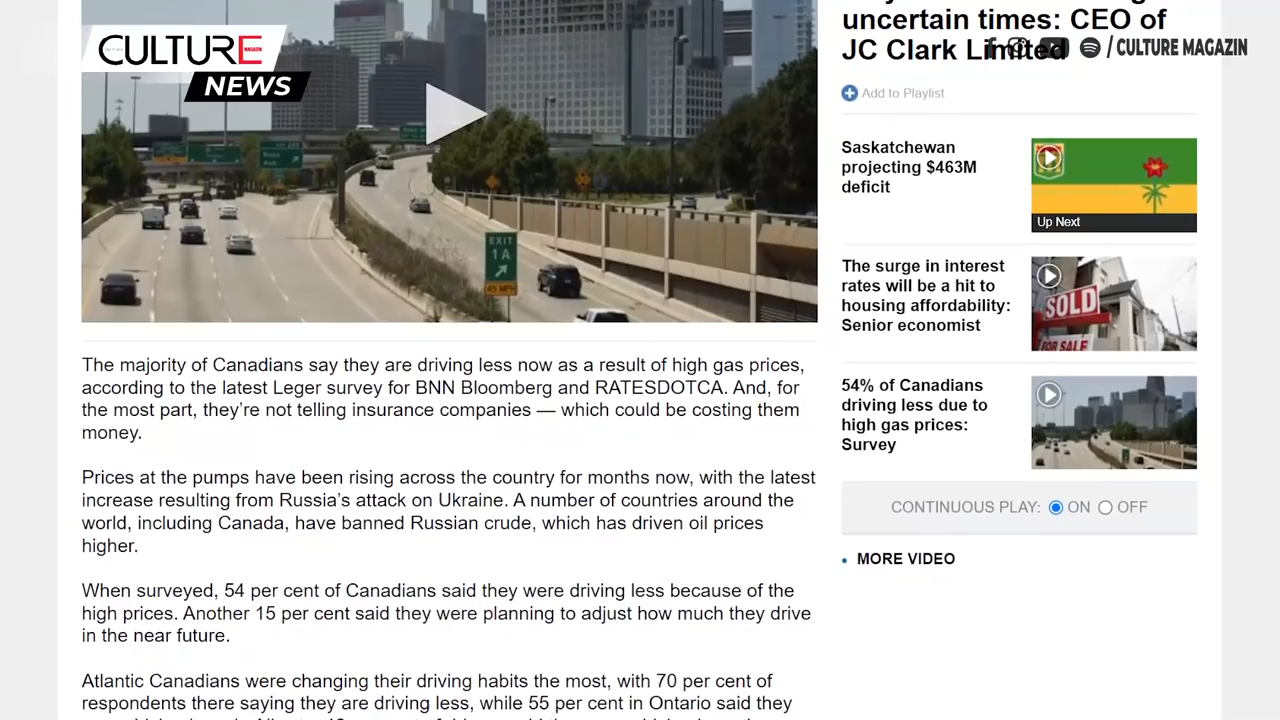 CULTURE
MAGAZIN
NEWS
uncertain times: CEO of
JC Clark Limited
/ CULTURE MAGAZIN
Add to Playlist
Saskatchewan
projecting $463M
deficit
Up Next
The surge in interest
rates will be a hit to
housing affordability:
Senior economist
SOLD
FOR SALE
54% of Canadians
driving less due to
high gas prices:
Survey
CONTINUOUS PLAY: ON OFF
• MORE VIDEO
EXIT
1A
45 MPH
The majority of Canadians say they are driving less now as a result of high gas prices,
according to the latest Leger survey for BNN Bloomberg and RATESDOTCA. And, for
the most part, they’re not telling insurance companies — which could be costing them
money.
Prices at the pumps have been rising across the country for months now, with the latest
increase resulting from Russia’s attack on Ukraine. A number of countries around the
world, including Canada, have banned Russian crude, which has driven oil prices
higher.
When surveyed, 54 per cent of Canadians said they were driving less because of the
high prices. Another 15 per cent said they were planning to adjust how much they drive
in the near future.
Atlantic Canadians were changing their driving habits the most, with 70 per cent of
respondents there saying they are driving less, while 55 per cent in Ontario said they